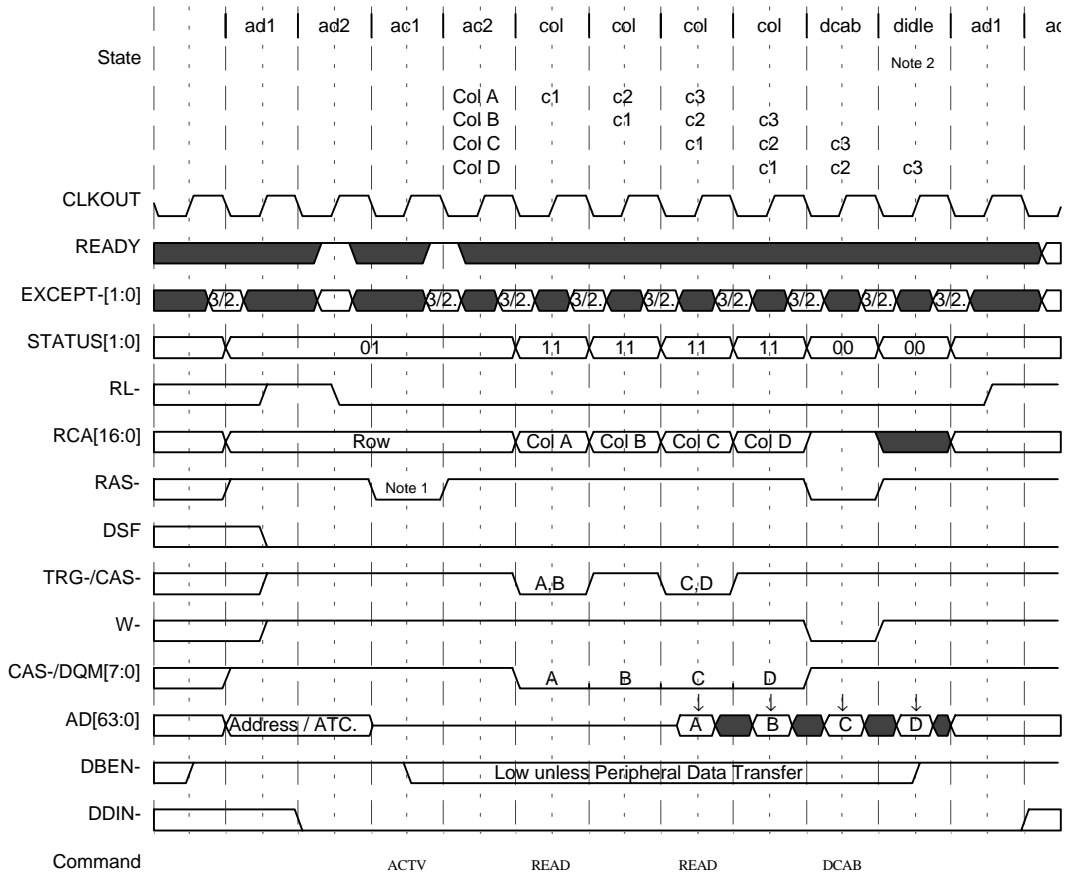 ad1 ad2 ac1 ac2 col col col col dcab didle ad1 ac
State Note 2
Col A c1 c2 c3
Col B c1 c2 c3
Col C c1 c2 c3
Col D c1 c2 c3
CLKOUT
READY
EXCEPT-[1:0] 3/2. 3/2. 3/2. 3/2. 3/2. 3/2. 3/2. 3/2. 3/2.
STATUS[1:0] 01 11 11 11 11 00 00
RL-
RCA[16:0] Row Col A Col B Col C Col D
RAS- Note 1
DSF
TRG-/CAS- A,B C,D
W-
CAS-/DQM[7:0] A B C D
AD[63:0] Address / ATC. A B C D
DBEN- Low unless Peripheral Data Transfer
DDIN-
Command ACTV READ READ DCAB